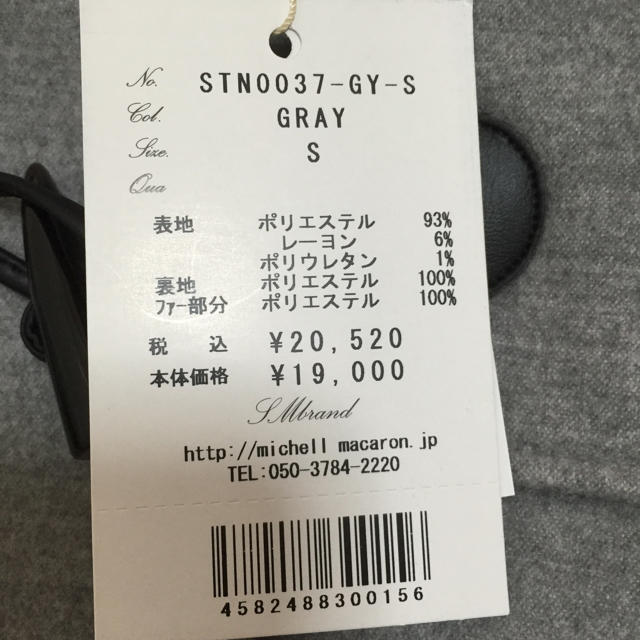 No. STN0037-GY-S
Col. GRAY
Size. S
Qua
表地 ポリエステル 93%
レーヨン 6%
ポリウレタン 1%
裏地 ポリエステル 100%
ﾌｧｰ部分 ポリエステル 100%
税 込 ¥20,520
本体価格 ¥19,000
SMbrand
http://michell macaron.jp
TEL:050-3784-2220
4582488300156